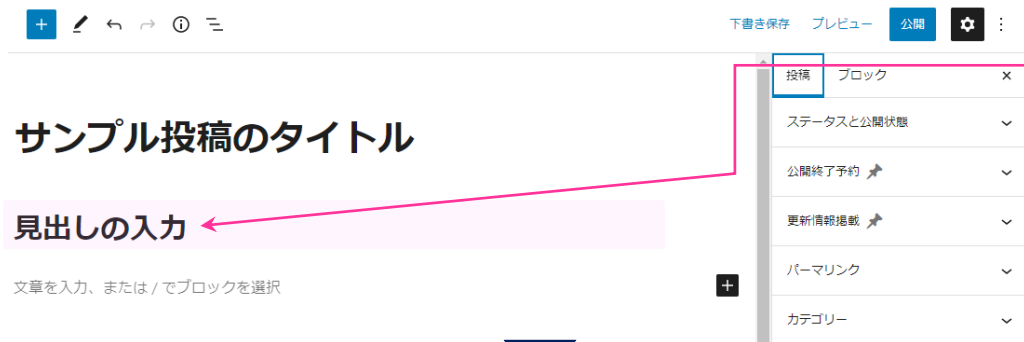 下書き保存 プレビュー 公開
投稿 ブロック
サンプル投稿のタイトル
見出しの入力
文章を入力、または / でブロックを選択
ステータスと公開状態
公開終了予約
更新情報掲載
パーマリンク
カテゴリー